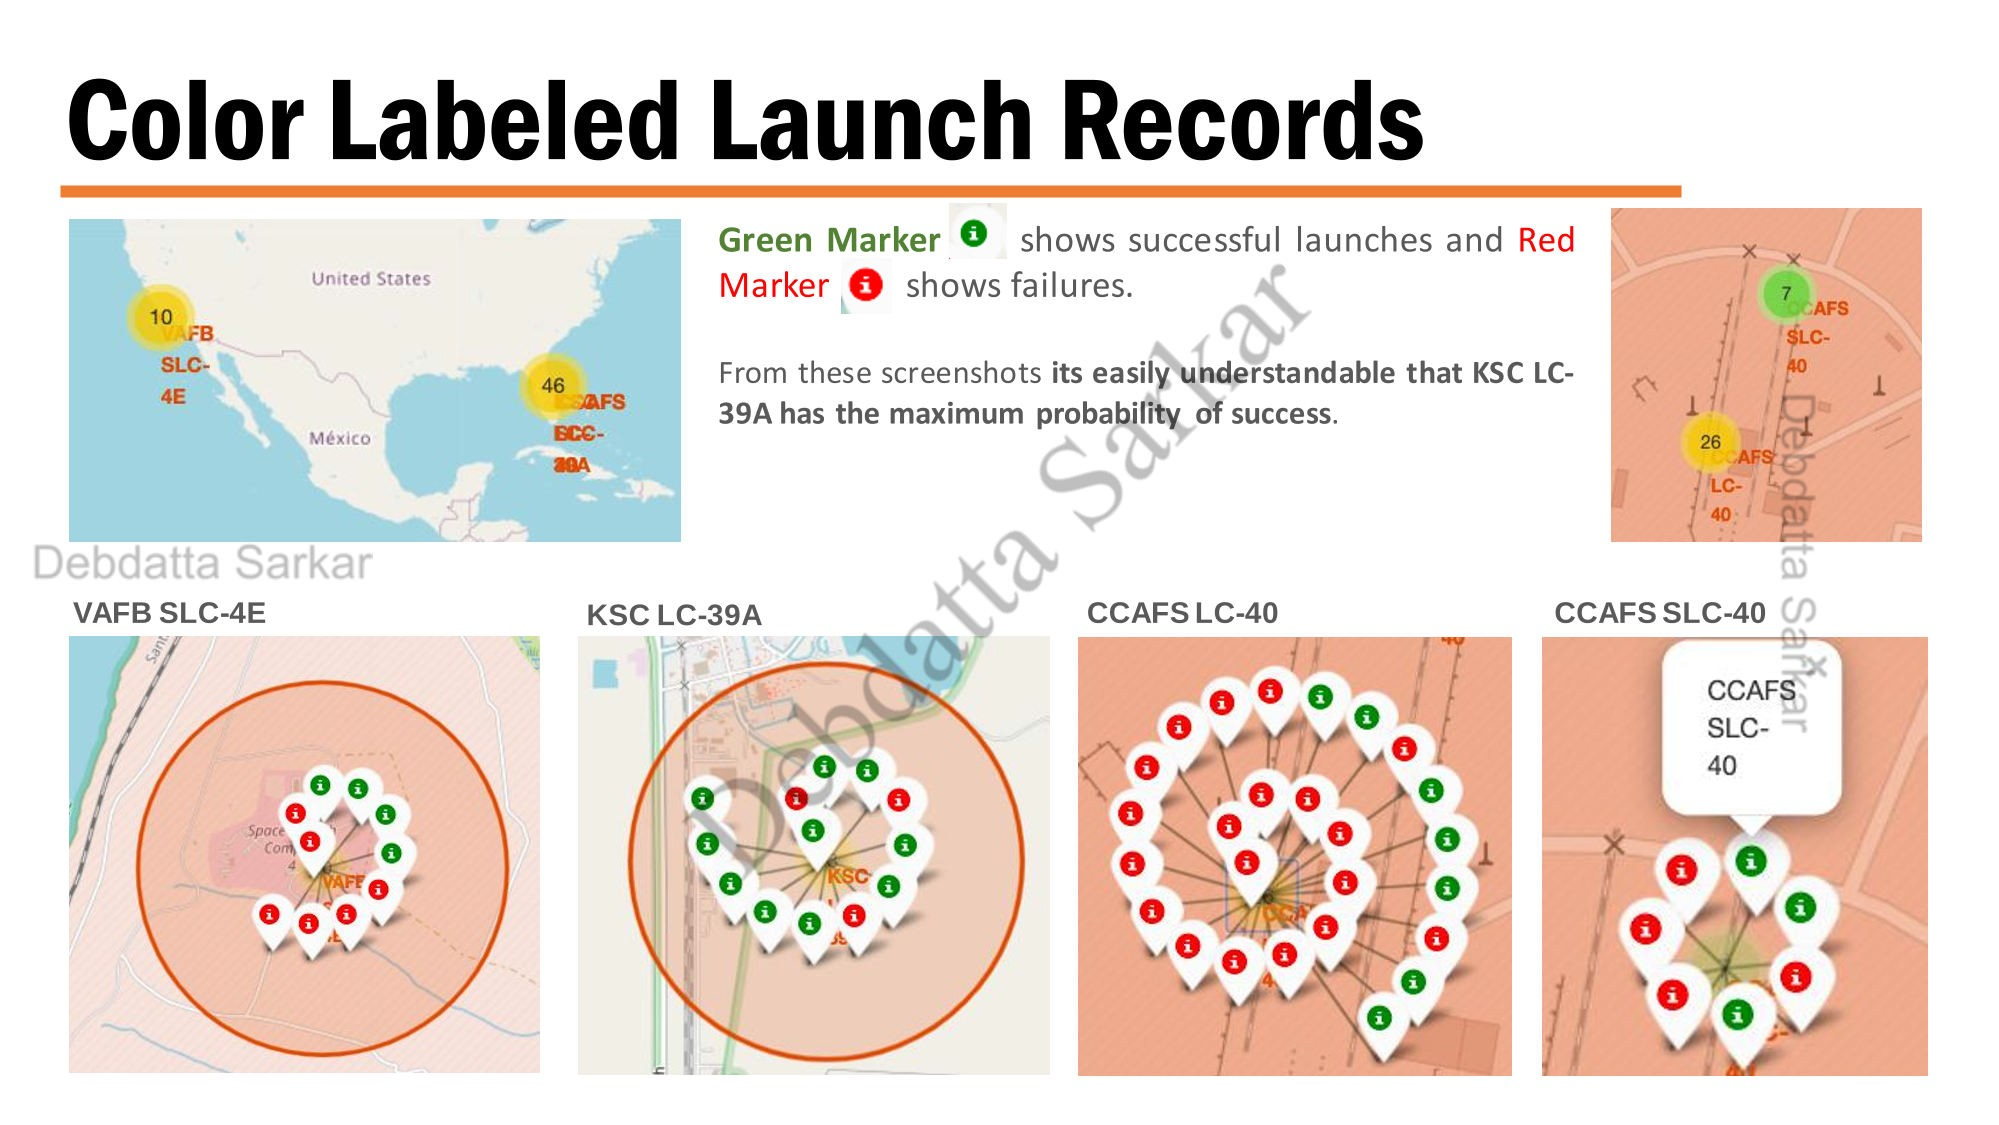 Color Labeled Launch Records
United States
México
10
VAFB
SLC-
4E
46
Green Marker shows successful launches and Red
Marker shows failures.
From these screenshots its easily understandable that KSC LC-
39A has the maximum probability of success.
7
CCAFS
SLC-
40
26
CCAFS
LC-
40
Debdatta Sarkar
Debdatta Sarkar
Debdatta Sarkar
VAFB SLC-4E
KSC LC-39A
CCAFS LC-40
CCAFS SLC-40
Space
4
KSC
CCAFS
SLC-
40